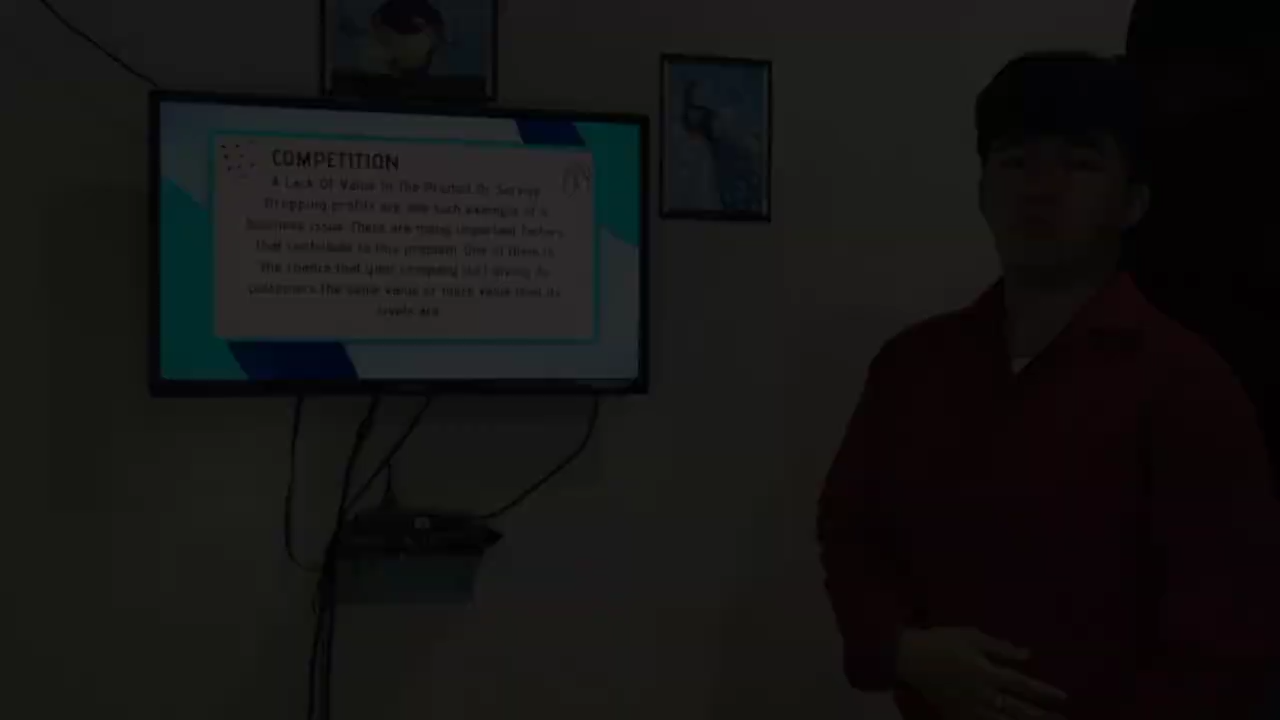 COMPETITION
A Lack Of Value In The Product Or Service
Dropping profits are one such example of a
business issue. There are many important factors
that contribute to this problem. One of them is
the chance that your company isn't giving its
customers the same value or more value than its
rivals are